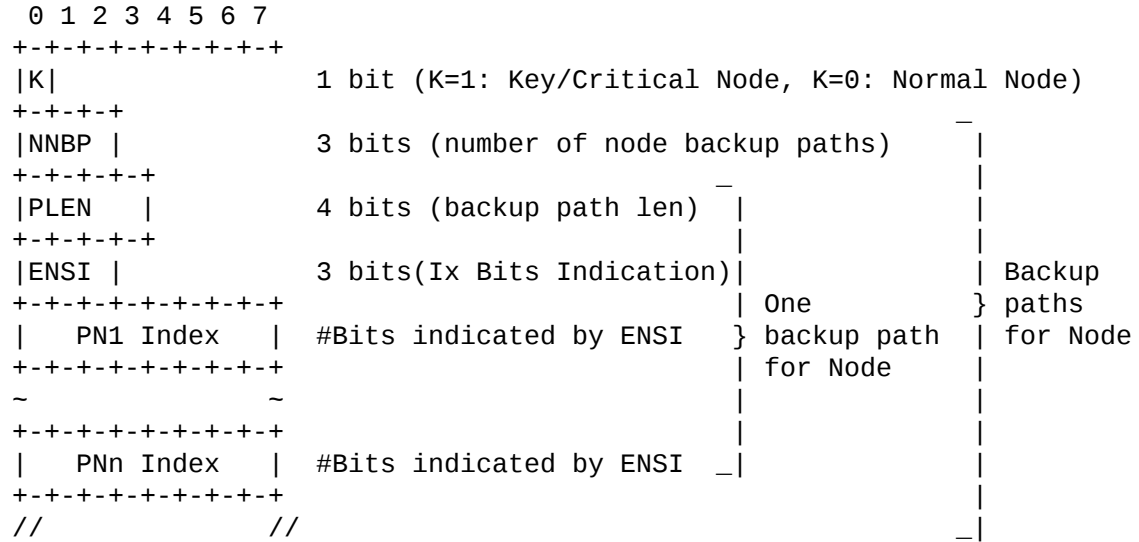 0 1 2 3 4 5 6 7
+-+-+-+-+-+-+-+-+
|K|                1 bit (K=1: Key/Critical Node, K=0: Normal Node)
+-+-+-+                                                    _
|NNBP |            3 bits (number of node backup paths)     |
+-+-+-+-+                                   _               |
|PLEN   |          4 bits (backup path len)  |              |
+-+-+-+-+                                    |              |
|ENSI |            3 bits(Ix Bits Indication)|              | Backup
+-+-+-+-+-+-+-+-+                            | One          } paths
|   PN1 Index   |  #Bits indicated by ENSI   } backup path  | for Node
+-+-+-+-+-+-+-+-+                            | for Node     |
~               ~                            |              |
+-+-+-+-+-+-+-+-+                            |              |
|   PNn Index   |  #Bits indicated by ENSI  _|              |
+-+-+-+-+-+-+-+-+                                           |
//              //                                         _|